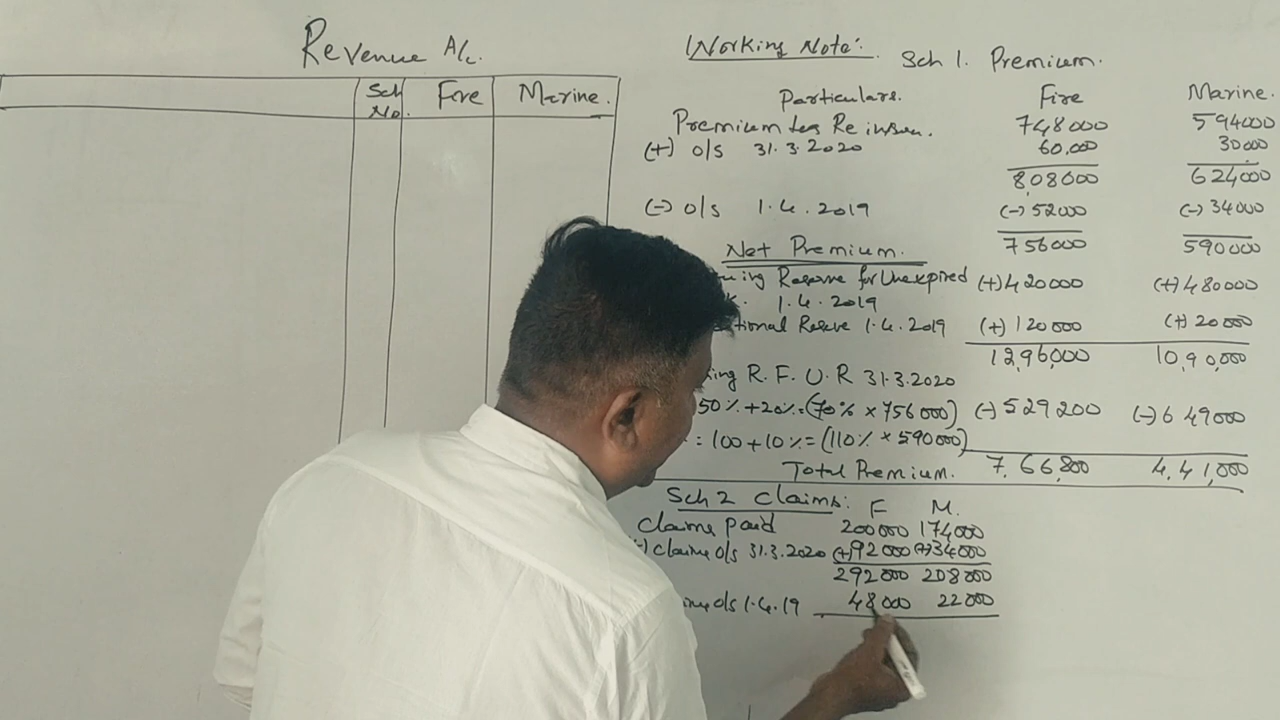 Revenue A/c.
Sch No. Fire Marine.
Working Note:
Sch 1. Premium.
Particulars. Fire Marine.
Premium less Re insurn. 748000 594000
(+) o/s 31.3.2020 60,000 30000
808000 624000
(-) o/s 1.4.2019 (-) 52000 (-) 34000
Net Premium. 756000 590000
Reserve for Unexpired (+) 420000 (+) 480000
1.4.2019
Reserve 1.4.2019 (+) 120000 (+) 20000
12,96,000 10,90,000
R.F.U.R 31.3.2020
50%+20%=(70% × 756000) (-) 529200 (-) 649000
= 100+10%=(110% × 590000)
Total Premium. 7,66,800 4,41,000
Sch 2 Claims: F M.
Claims Paid 200000 174000
Claims o/s 31.3.2020 (+) 92000 (+) 34000
292000 208000
o/s 1.4.19 48000 22000